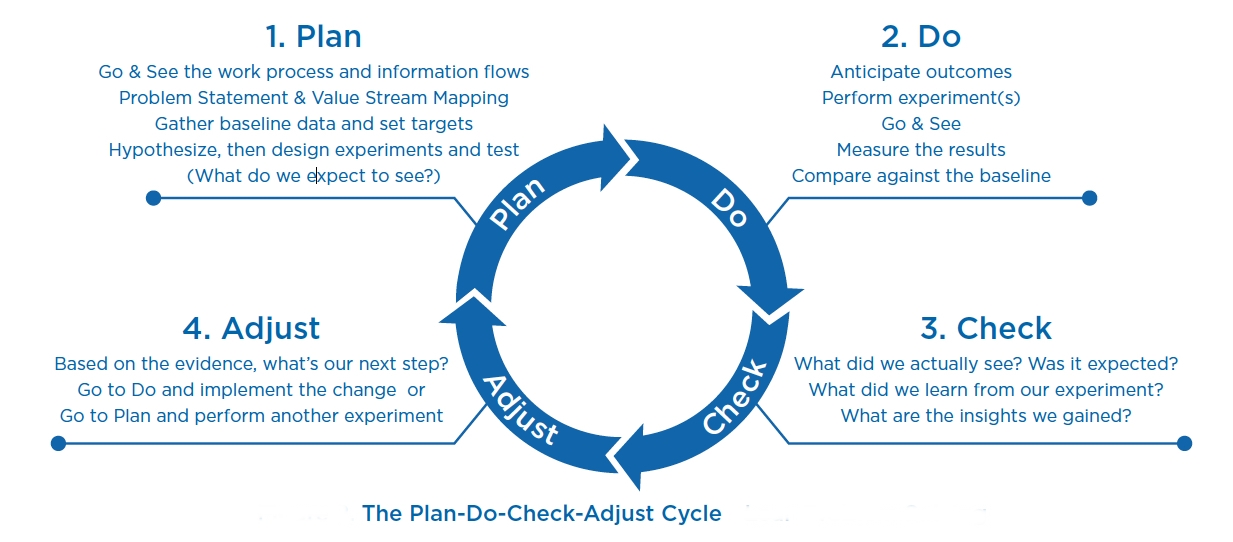 1. Plan
Go & See the work process and information flows
Problem Statement & Value Stream Mapping
Gather baseline data and set targets
Hypothesize, then design experiments and test
(What do we expect to see?)
2. Do
Anticipate outcomes
Perform experiment(s)
Go & See
Measure the results
Compare against the baseline
Plan
Do
Check
Adjust
3. Check
What did we actually see? Was it expected?
What did we learn from our experiment?
What are the insights we gained?
4. Adjust
Based on the evidence, what's our next step?
Go to Do and implement the change  or
Go to Plan and perform another experiment
The Plan-Do-Check-Adjust Cycle